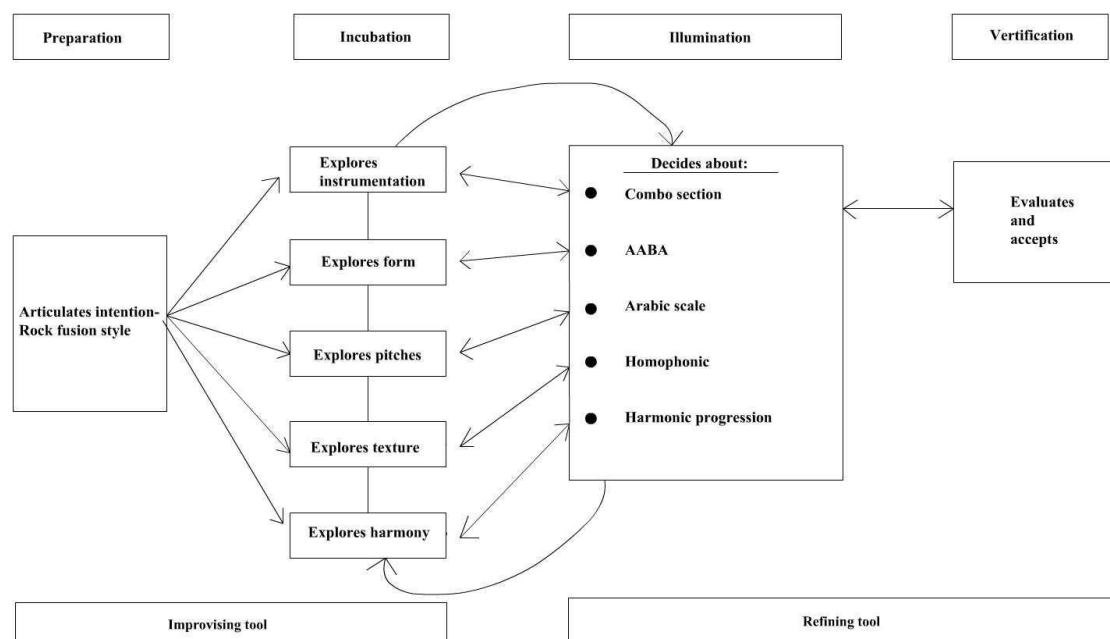 Preparation
Incubation
Illumination
Vertification
Explores
instrumentation
Explores form
Explores pitches
Explores texture
Explores harmony
Articulates intention-
Rock fusion style
Decides about:
Combo section
AABA
Arabic scale
Homophonic
Harmonic progression
Evaluates
and
accepts
Improvising tool
Refining tool